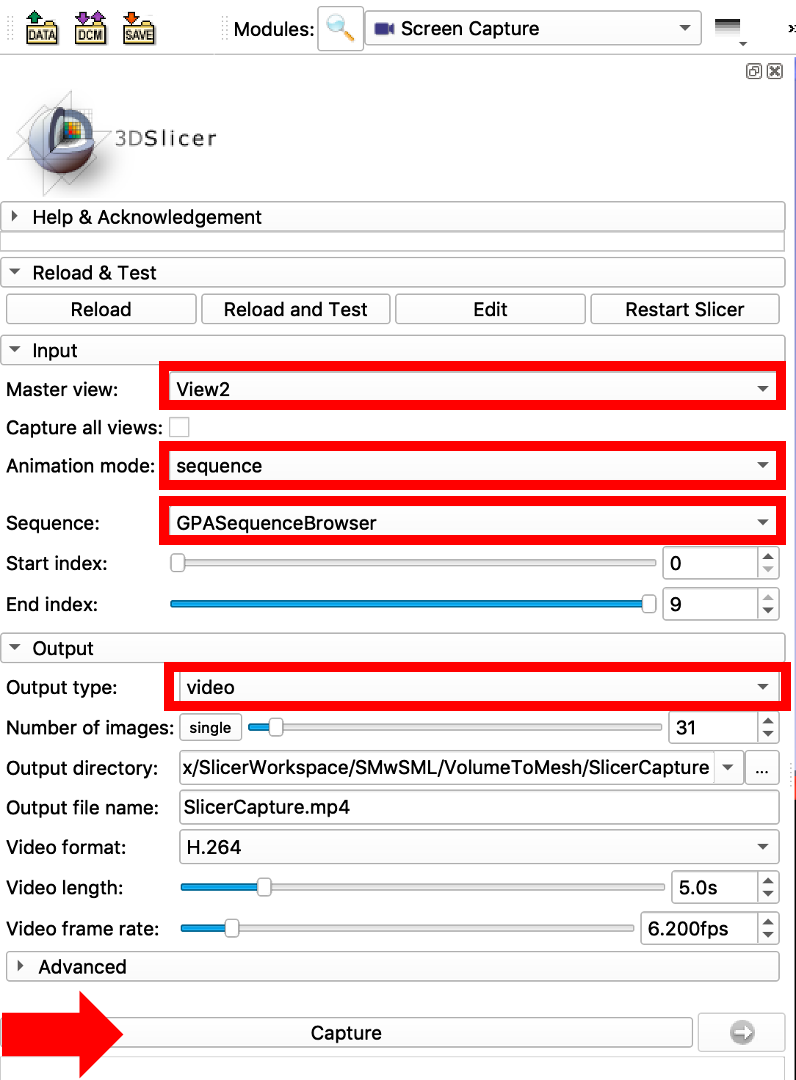 DATA DCM SAVE Modules: Screen Capture
3DSlicer
Help & Acknowledgement
Reload & Test
Reload Reload and Test Edit Restart Slicer
Input
Master view: View2
Capture all views:
Animation mode: sequence
Sequence: GPASequenceBrowser
Start index: 0
End index: 9
Output
Output type: video
Number of images: single 31
Output directory: x/SlicerWorkspace/SMwSML/VolumeToMesh/SlicerCapture ...
Output file name: SlicerCapture.mp4
Video format: H.264
Video length: 5.0s
Video frame rate: 6.200fps
Advanced
Capture